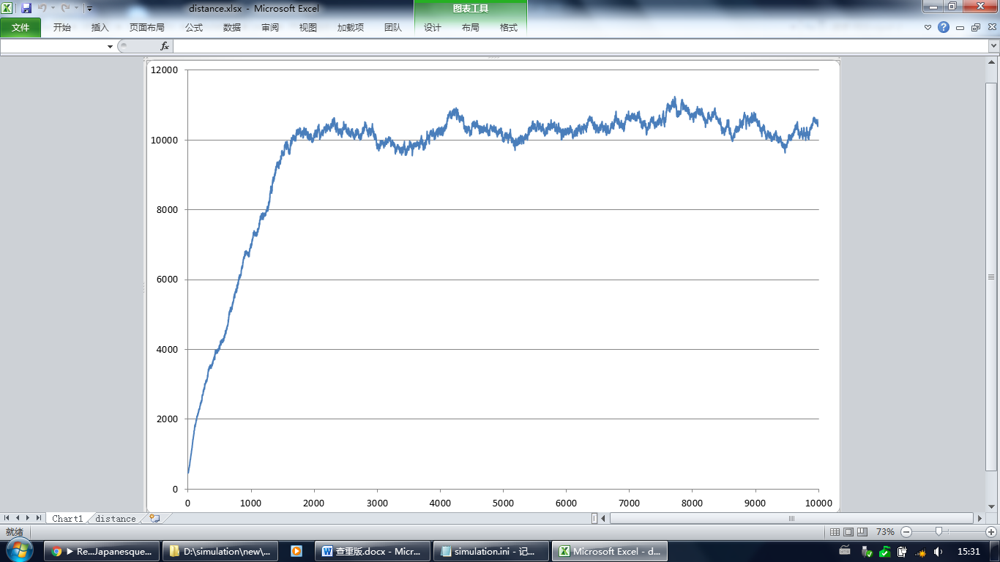 distance.xlsx - Microsoft Excel
图表工具
文件 开始 插入 页面布局 公式 数据 审阅 视图 加载项 团队 设计 布局 格式
fx
12000
10000
8000
6000
4000
2000
0
0 1000 2000 3000 4000 5000 6000 7000 8000 9000 10000
Chart1 distance
就绪
73%
Re...Japanesque... D:\simulation\new\... 查重版.docx - Micr... simulation.ini - 记... Microsoft Excel - d...
15:31